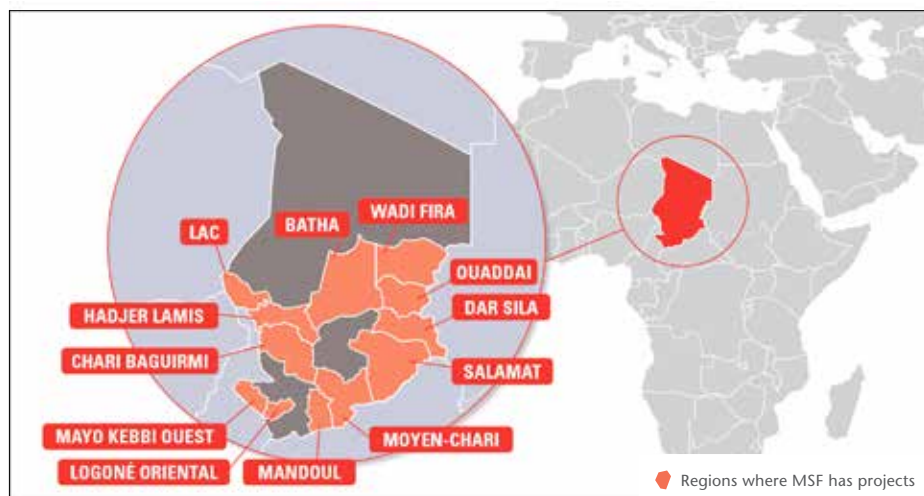 WADI FIRA
BATHA
LAC
OUADDAI
DAR SILA
HADJER LAMIS
CHARI BAGUIRMI
SALAMAT
MAYO KEBBI OUEST
MOYEN-CHARI
LOGONÉ ORIENTAL
MANDOUL
Regions where MSF has projects